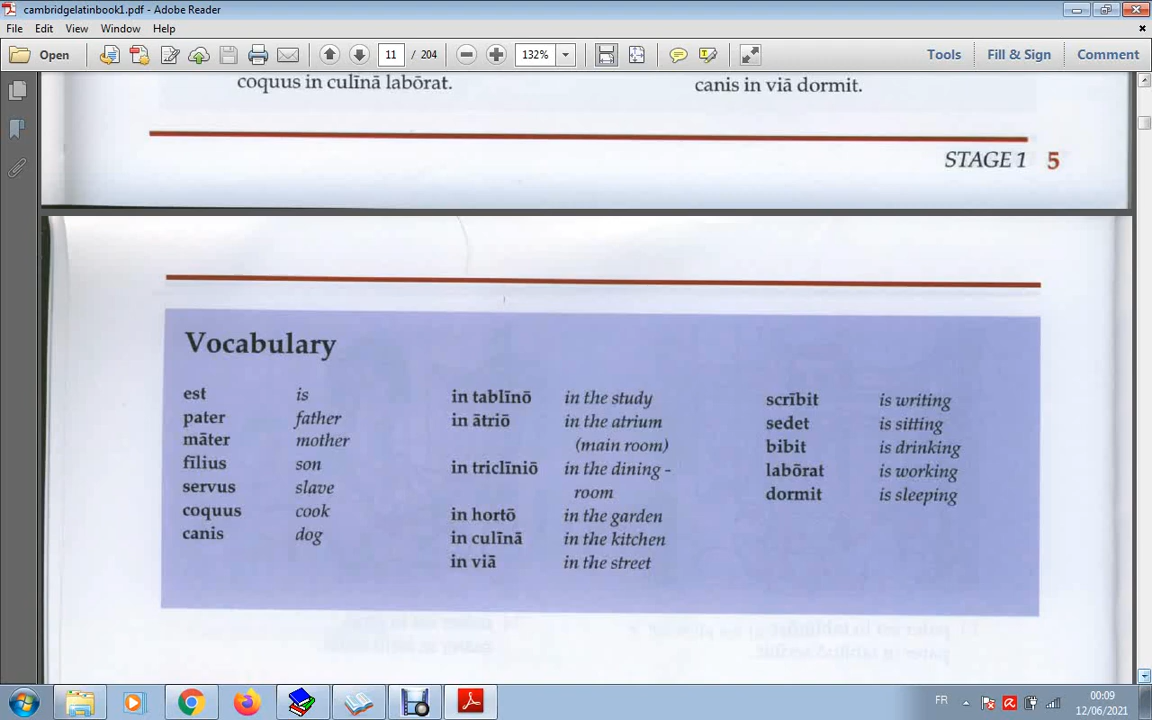 cambridgelatinbook1.pdf - Adobe Reader
File Edit View Window Help
Open 11 / 204 132% Tools Fill & Sign Comment
coquus in culīnā labōrat. canis in viā dormit.
STAGE 1 5
Vocabulary
est is
pater father
māter mother
fīlius son
servus slave
coquus cook
canis dog
in tablīnō in the study
in ātriō in the atrium
(main room)
in triclīniō in the dining -
room
in hortō in the garden
in culīnā in the kitchen
in viā in the street
scrībit is writing
sedet is sitting
bibit is drinking
labōrat is working
dormit is sleeping
FR 00:09
12/06/2021